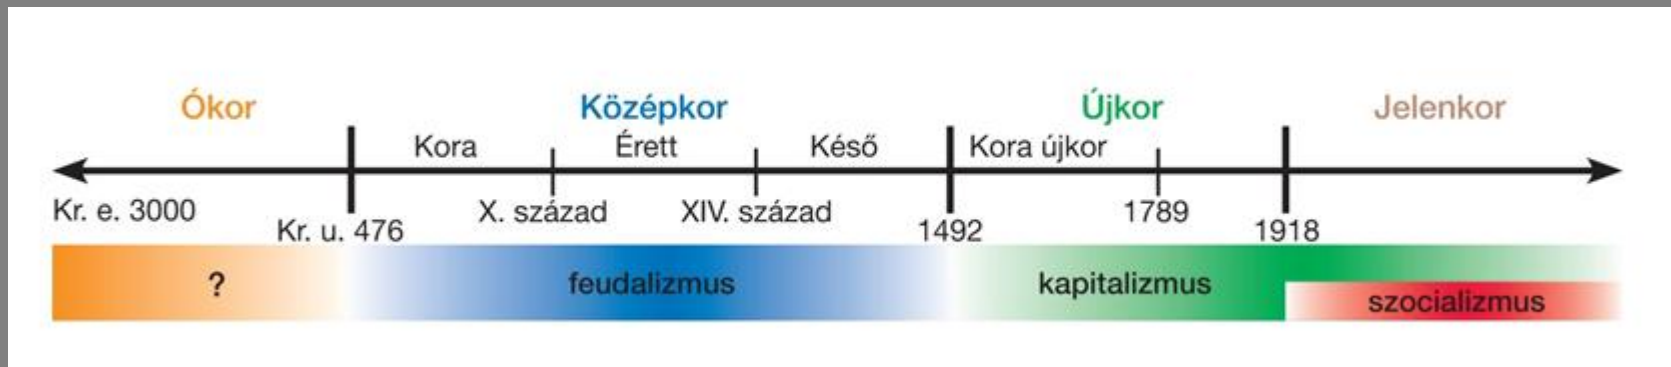 Ókor Középkor Újkor Jelenkor
Kora Érett Késő Kora újkor
Kr. e. 3000 X. század XIV. század 1789
Kr. u. 476 1492 1918
? feudalizmus kapitalizmus
szocializmus